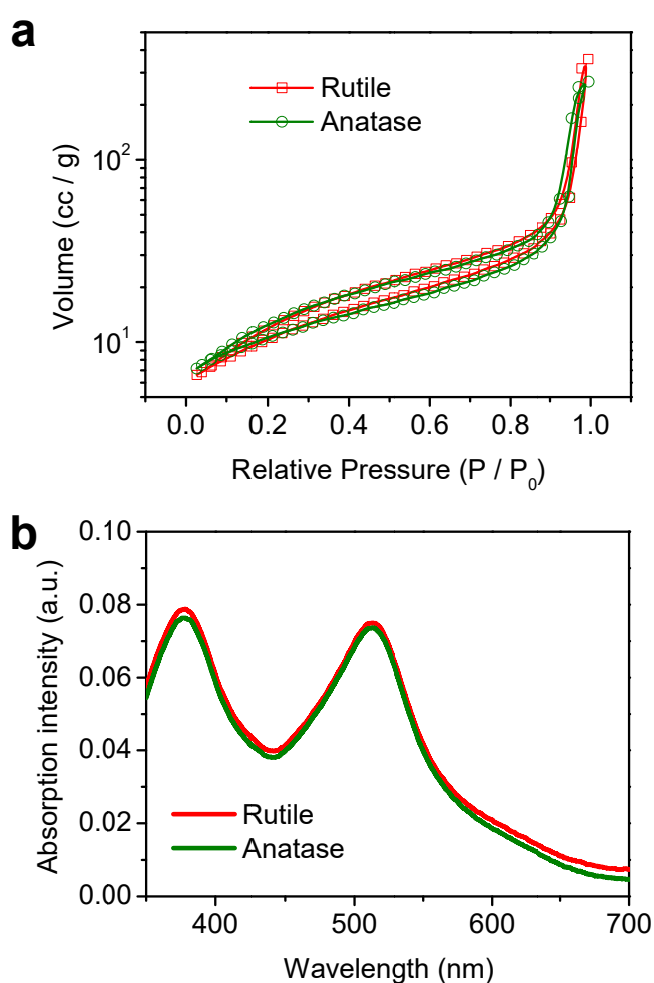 a
Rutile
Anatase
Volume (cc / g)
10²
10¹
0.0 0.2 0.4 0.6 0.8 1.0
Relative Pressure (P / P₀)
b
Absorption intensity (a.u.)
0.10
0.08
0.06
0.04
0.02
0.00
Rutile
Anatase
400 500 600 700
Wavelength (nm)